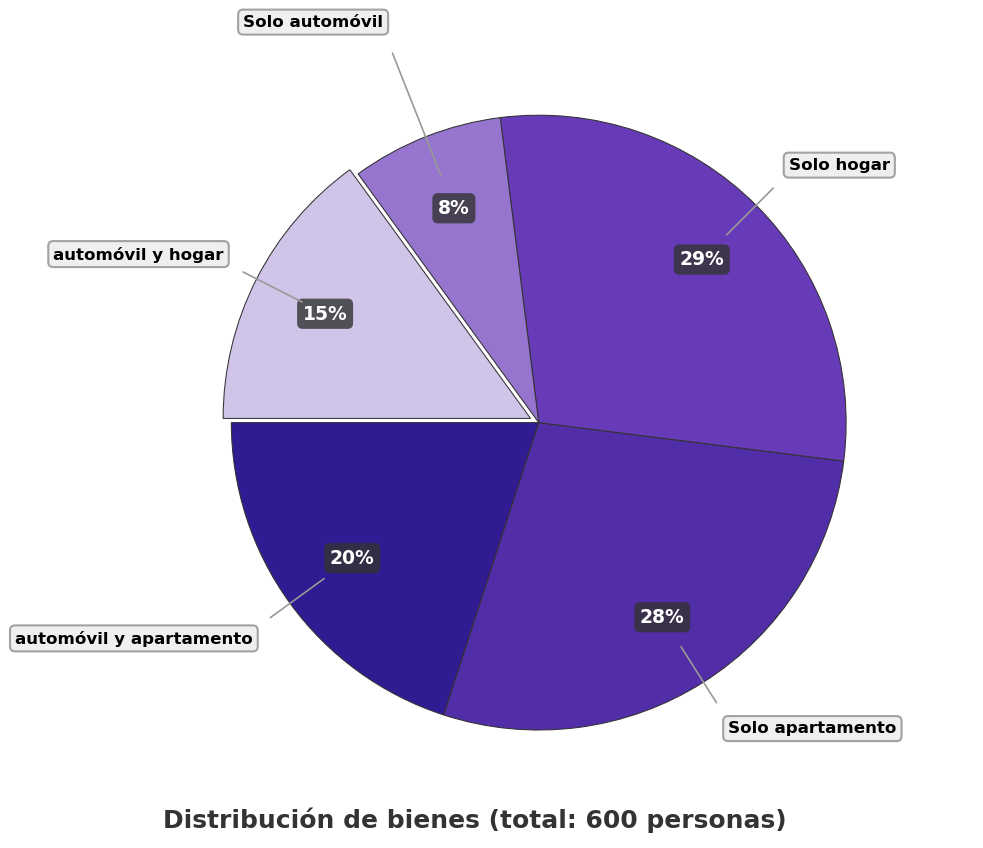 Solo automóvil
Solo hogar
8%
automóvil y hogar
29%
15%
20%
28%
automóvil y apartamento
Solo apartamento
Distribución de bienes (total: 600 personas)